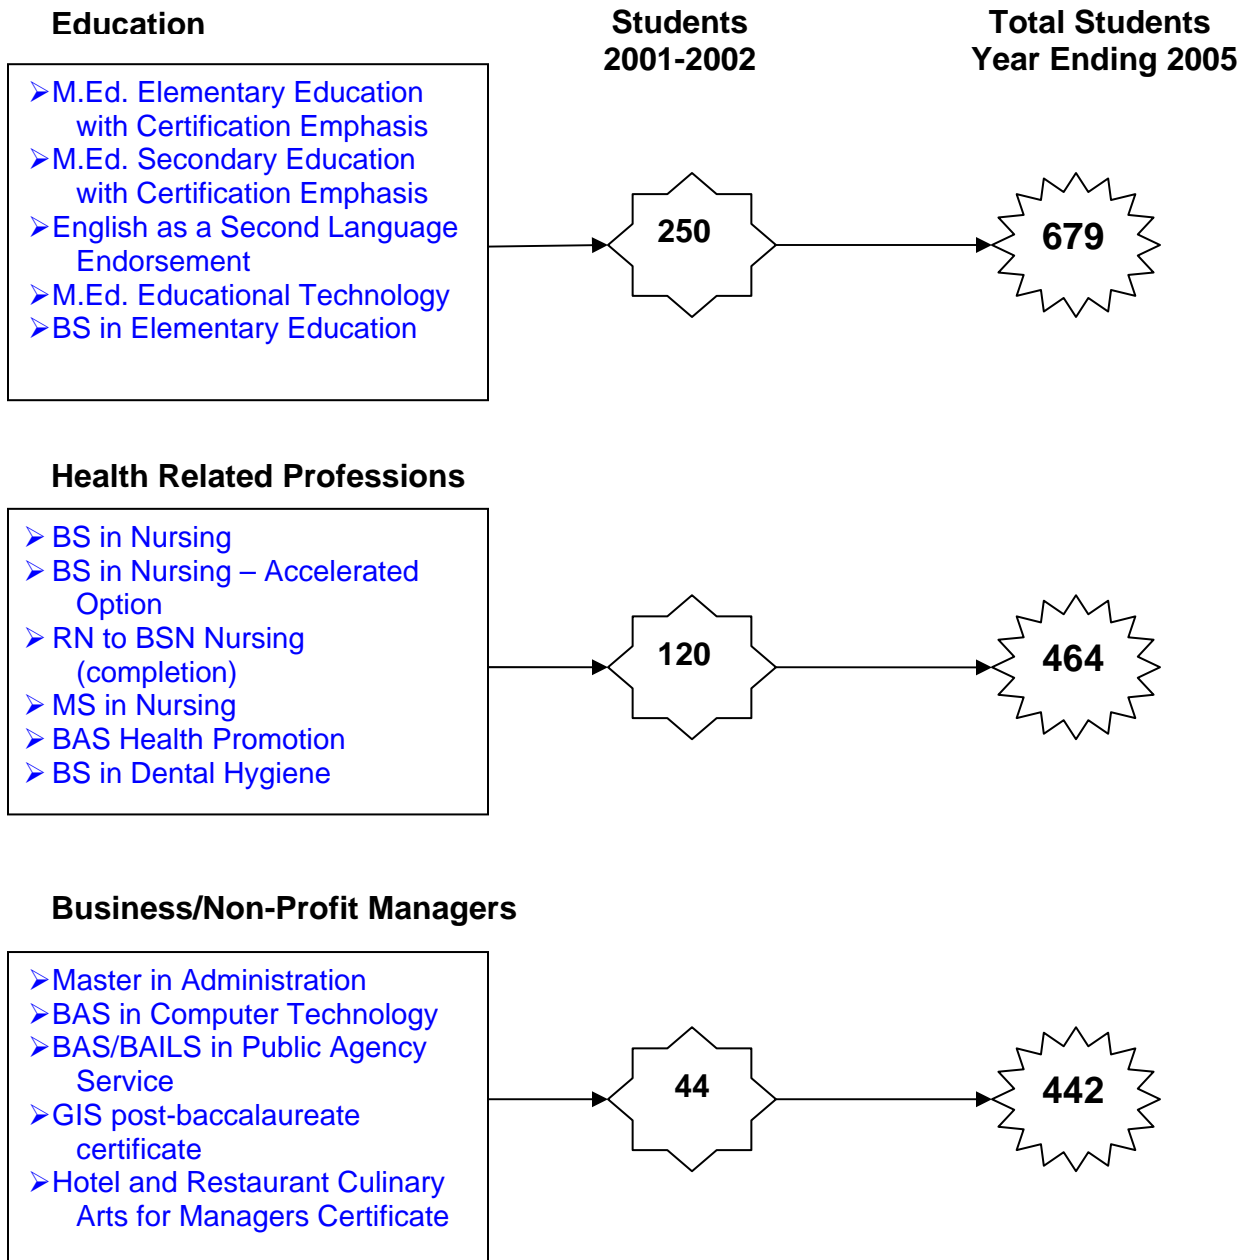 Education
Students
2001-2002
Total Students
Year Ending 2005
➢M.Ed. Elementary Education
with Certification Emphasis
➢M.Ed. Secondary Education
with Certification Emphasis
➢English as a Second Language
Endorsement
➢M.Ed. Educational Technology
➢BS in Elementary Education
250
679
Health Related Professions
➢ BS in Nursing
➢ BS in Nursing – Accelerated
Option
➢ RN to BSN Nursing
(completion)
➢ MS in Nursing
➢ BAS Health Promotion
➢ BS in Dental Hygiene
120
464
Business/Non-Profit Managers
➢Master in Administration
➢BAS in Computer Technology
➢BAS/BAILS in Public Agency
Service
➢GIS post-baccalaureate
certificate
➢Hotel and Restaurant Culinary
Arts for Managers Certificate
44
442